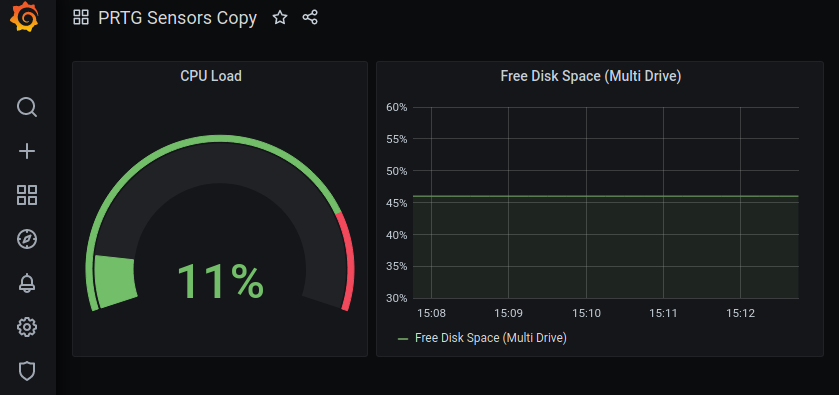 PRTG Sensors Copy
CPU Load
11%
Free Disk Space (Multi Drive)
60%
55%
50%
45%
40%
35%
30%
15:08 15:09 15:10 15:11 15:12
Free Disk Space (Multi Drive)